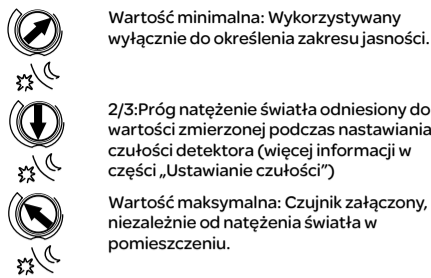 Wartość minimalna: Wykorzystywany
wyłącznie do określenia zakresu jasności.
2/3:Próg natężenie światła odniesiony do
wartości zmierzonej podczas nastawiania
czułości detektora (więcej informacji w
części „Ustawianie czułości”)
Wartość maksymalna: Czujnik załączony,
niezależnie od natężenia światła w
pomieszczeniu.